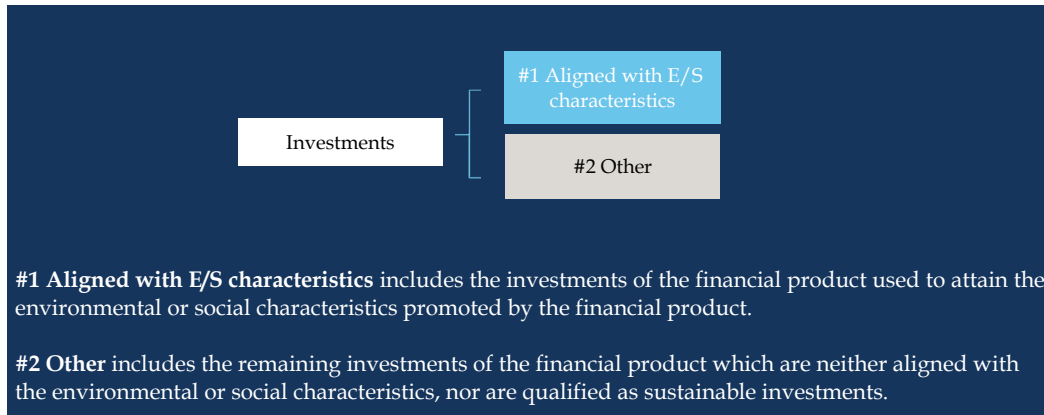 #1 Aligned with E/S
characteristics
Investments
#2 Other
#1 Aligned with E/S characteristics includes the investments of the financial product used to attain the
environmental or social characteristics promoted by the financial product.
#2 Other includes the remaining investments of the financial product which are neither aligned with
the environmental or social characteristics, nor are qualified as sustainable investments.